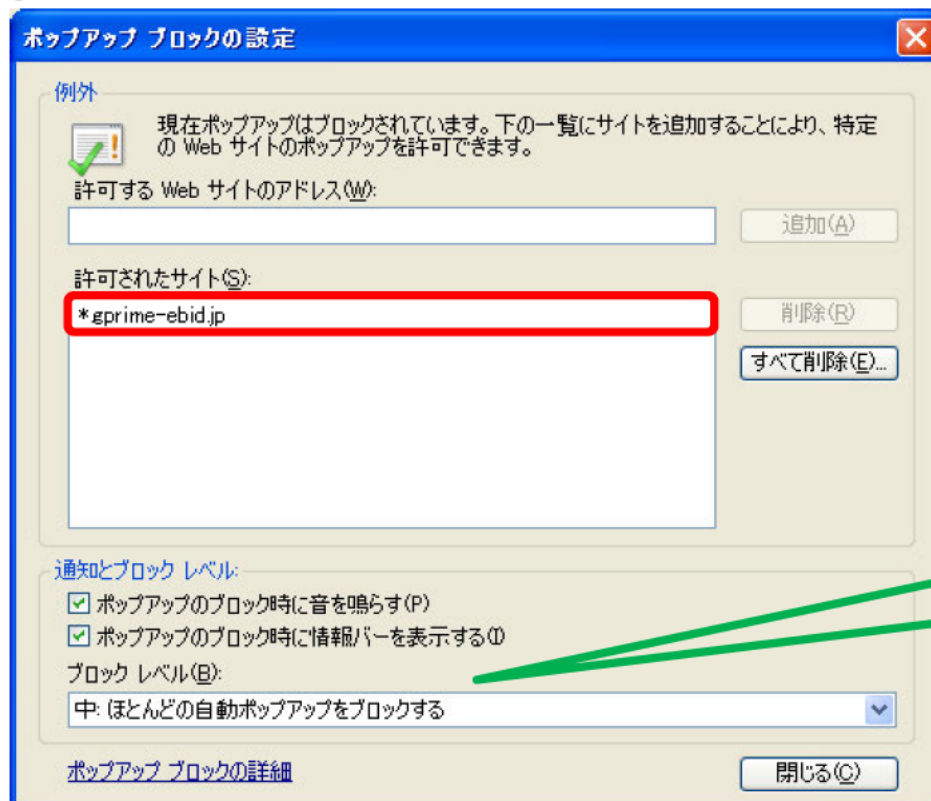 ポップアップ ブロックの設定
例外
現在ポップアップはブロックされています。下の一覧にサイトを追加することにより、特定
の Web サイトのポップアップを許可できます。
許可する Web サイトのアドレス(W):
追加(A)
許可されたサイト(S):
*.gprime-ebid.jp
削除(R)
すべて削除(E)...
通知とブロック レベル:
ポップアップのブロック時に音を鳴らす(P)
ポップアップのブロック時に情報バーを表示する(I)
ブロック レベル(B):
中: ほとんどの自動ポップアップをブロックする
ポップアップ ブロックの詳細
閉じる(C)